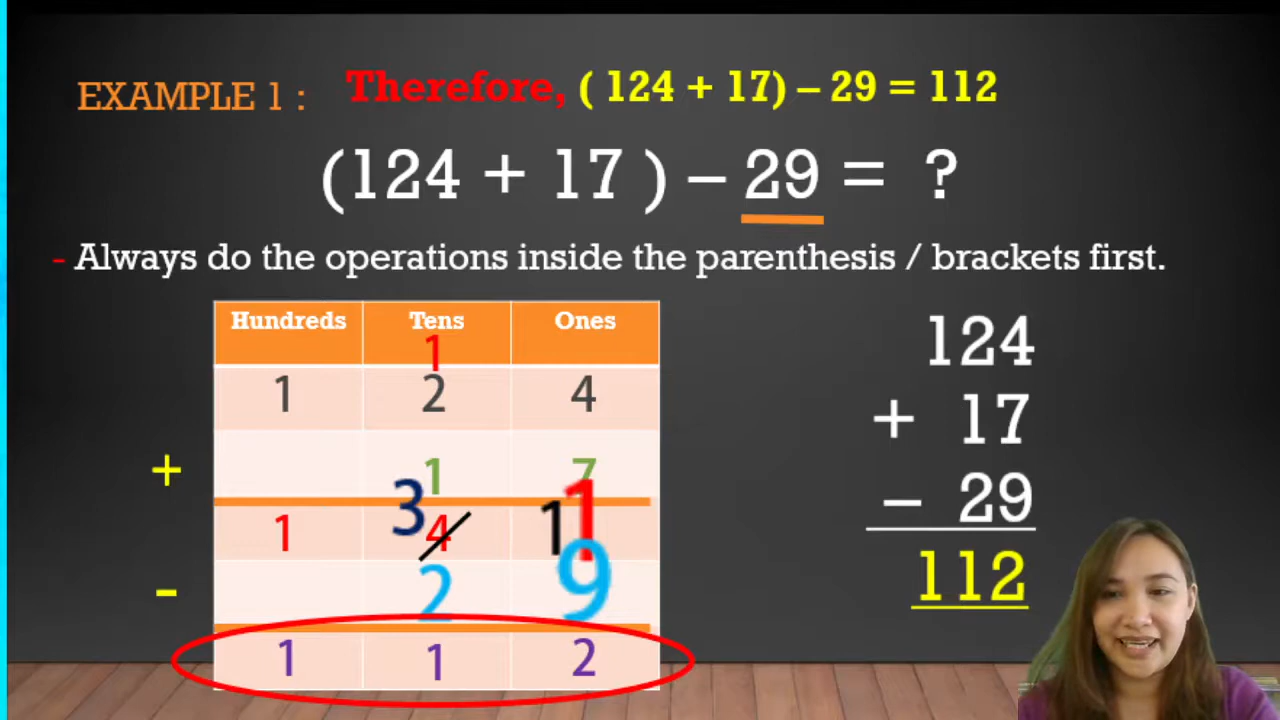 EXAMPLE 1 :
Therefore, ( 124 + 17) – 29 = 112
(124 + 17 ) – 29 = ?
- Always do the operations inside the parenthesis / brackets first.
Hundreds Tens Ones
1
1 2 4
+ 1 7
3 1
1 4 1
- 2 9
1 1 2
124
+ 17
– 29
112